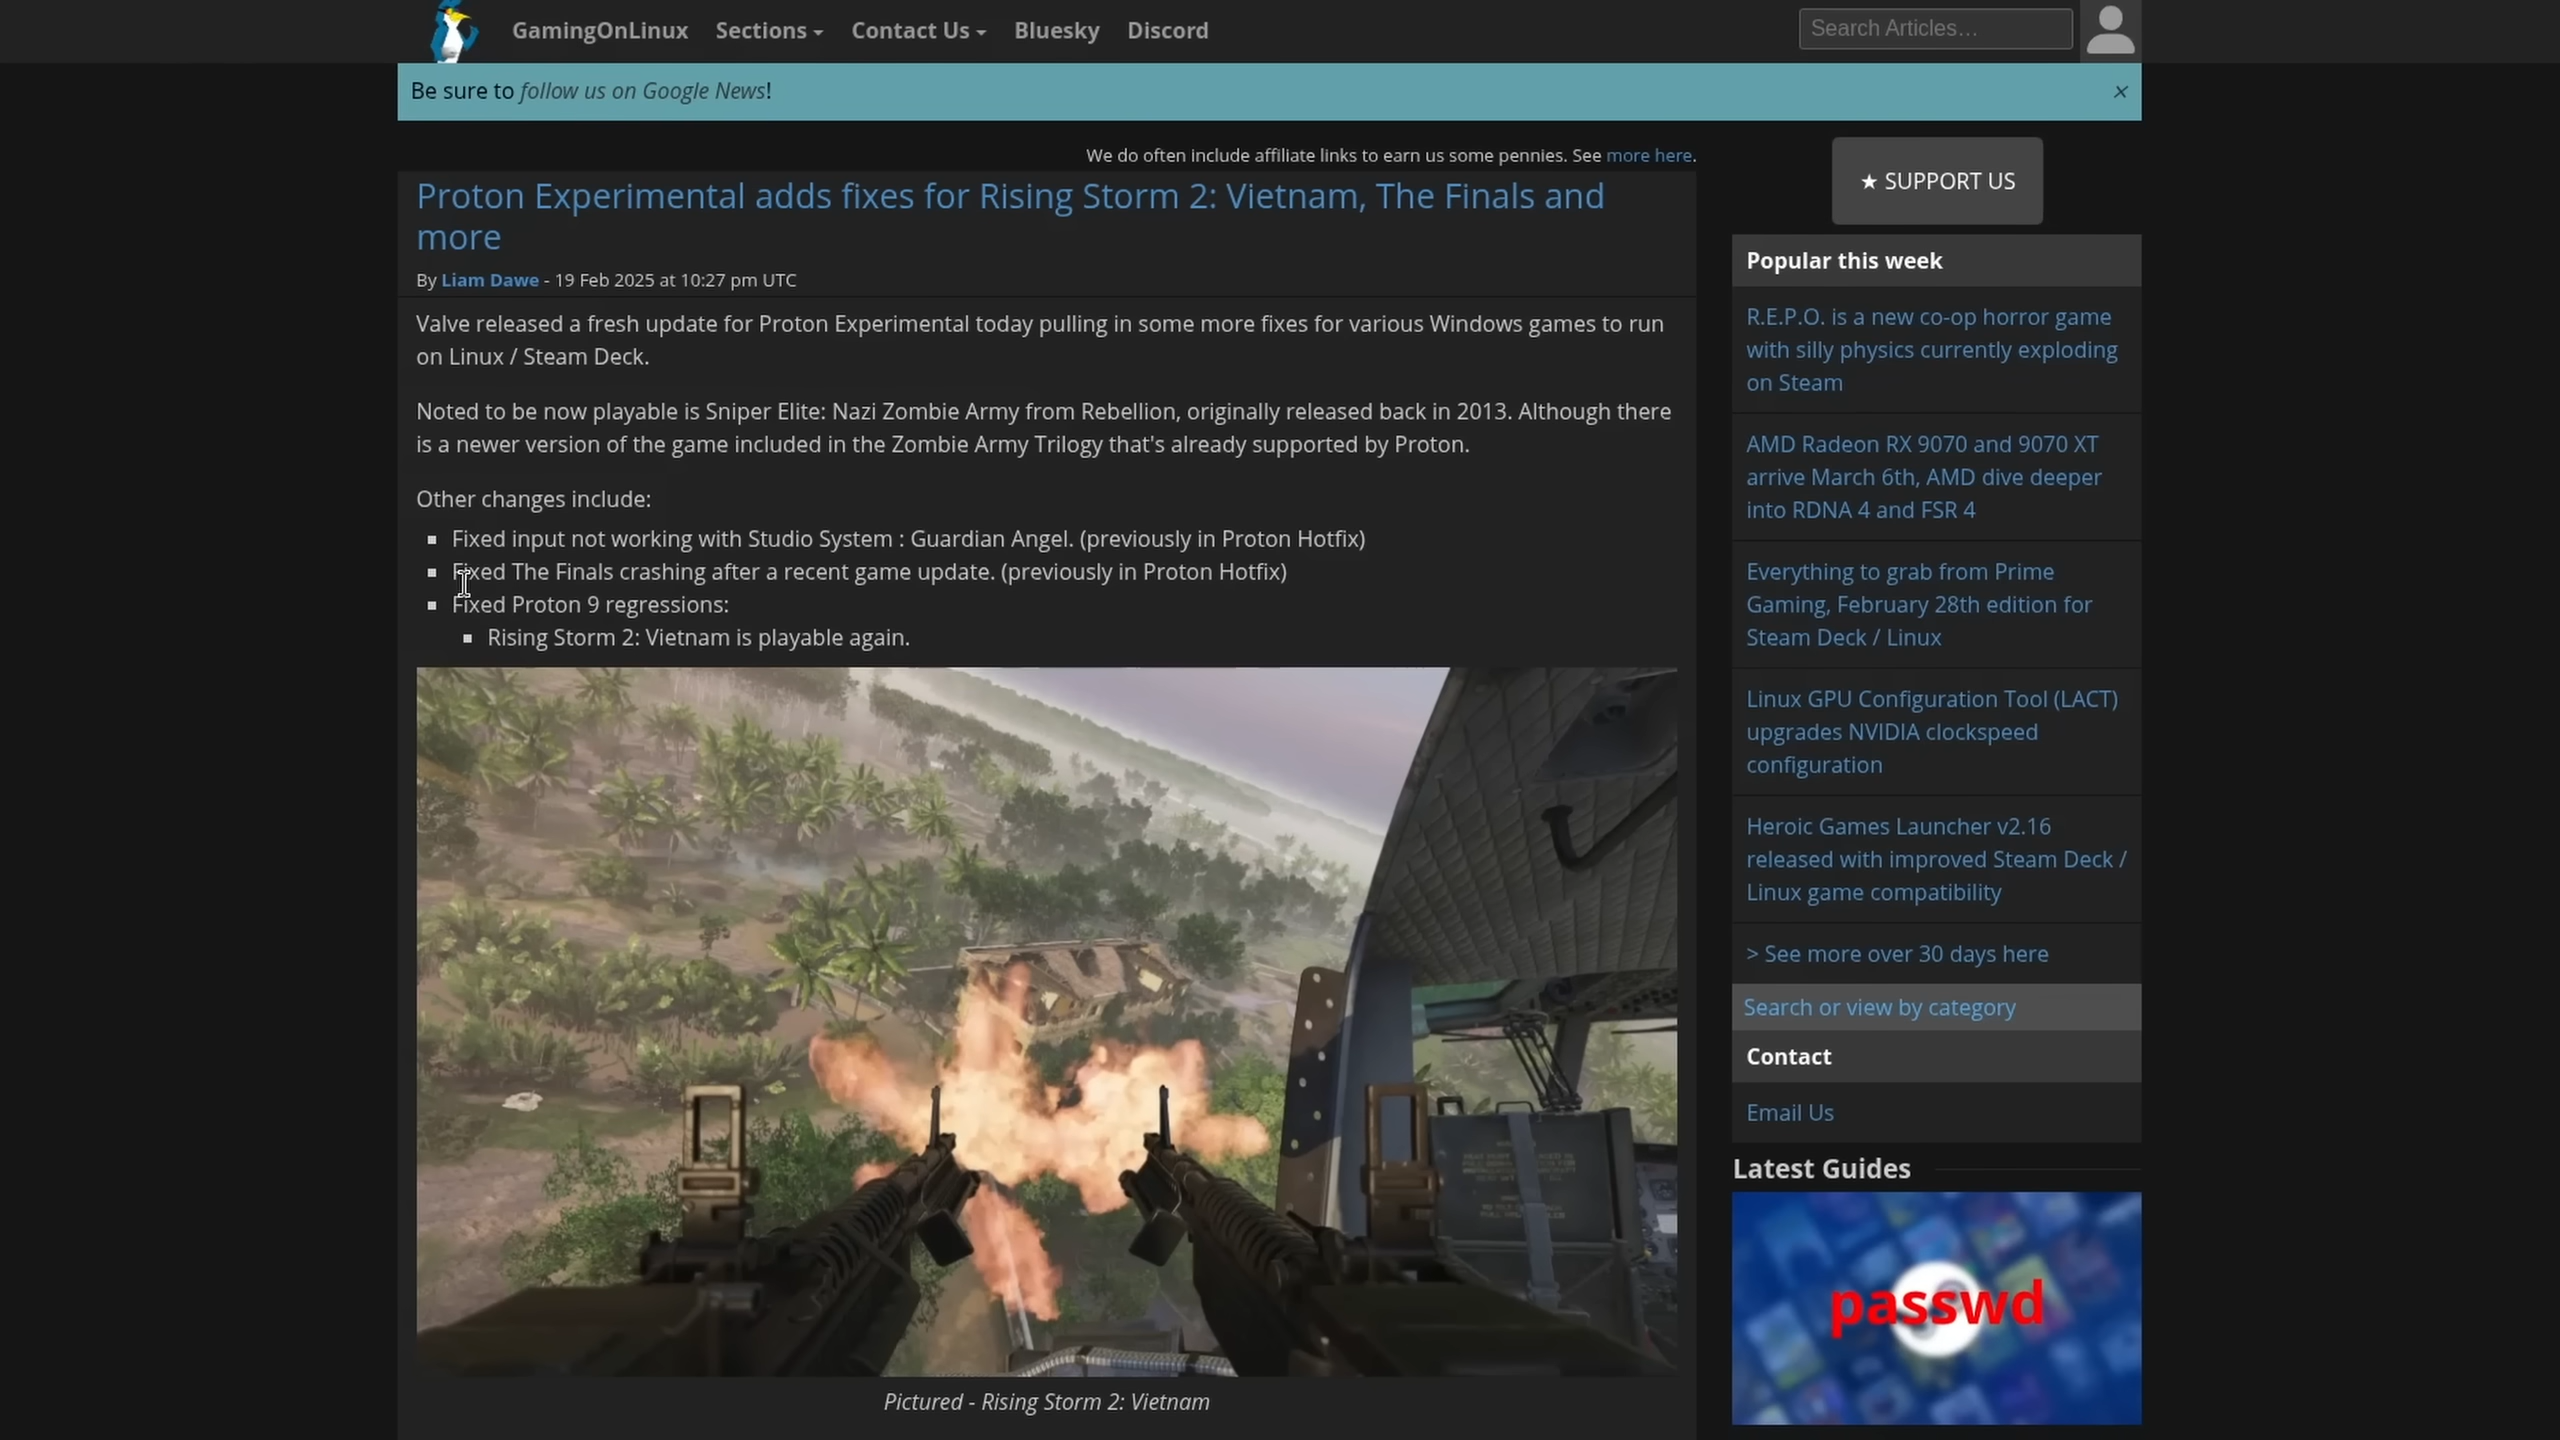 GamingOnLinux Sections Contact Us Bluesky Discord Search Articles...
Be sure to follow us on Google News! ×
We do often include affiliate links to earn us some pennies. See more here.
Proton Experimental adds fixes for Rising Storm 2: Vietnam, The Finals and
more
By Liam Dawe - 19 Feb 2025 at 10:27 pm UTC
Valve released a fresh update for Proton Experimental today pulling in some more fixes for various Windows games to run
on Linux / Steam Deck.
Noted to be now playable is Sniper Elite: Nazi Zombie Army from Rebellion, originally released back in 2013. Although there
is a newer version of the game included in the Zombie Army Trilogy that's already supported by Proton.
Other changes include:
Fixed input not working with Studio System : Guardian Angel. (previously in Proton Hotfix)
Fixed The Finals crashing after a recent game update. (previously in Proton Hotfix)
Fixed Proton 9 regressions:
Rising Storm 2: Vietnam is playable again.
Pictured - Rising Storm 2: Vietnam
★ SUPPORT US
Popular this week
R.E.P.O. is a new co-op horror game
with silly physics currently exploding
on Steam
AMD Radeon RX 9070 and 9070 XT
arrive March 6th, AMD dive deeper
into RDNA 4 and FSR 4
Everything to grab from Prime
Gaming, February 28th edition for
Steam Deck / Linux
Linux GPU Configuration Tool (LACT)
upgrades NVIDIA clockspeed
configuration
Heroic Games Launcher v2.16
released with improved Steam Deck /
Linux game compatibility
> See more over 30 days here
Search or view by category
Contact
Email Us
Latest Guides
passwd